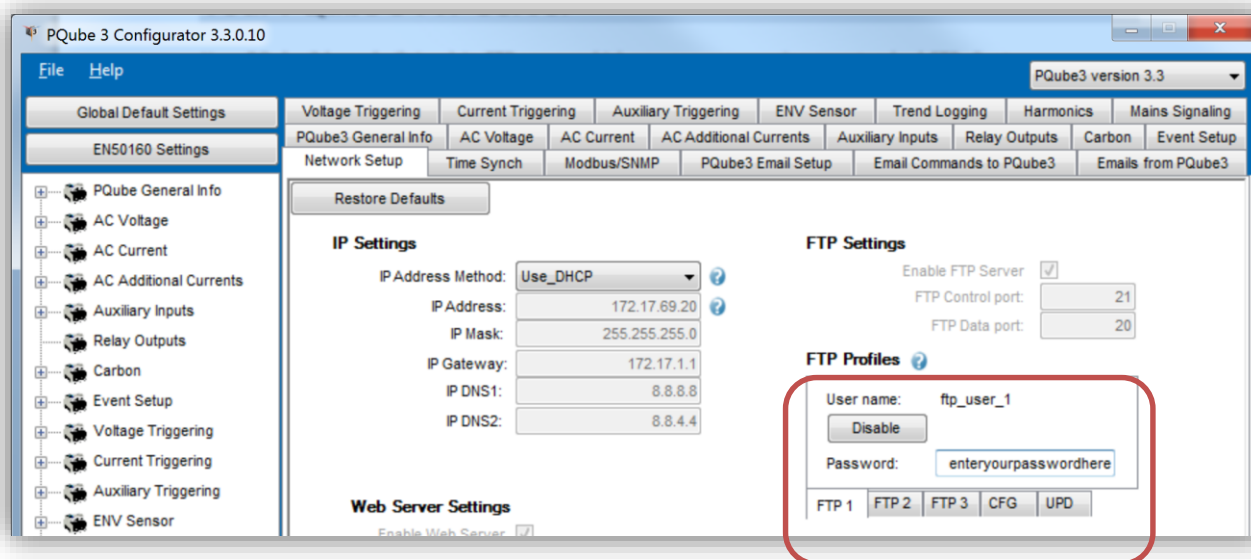 PQube 3 Configurator 3.3.0.10
File Help
PQube3 version 3.3
Global Default Settings
EN50160 Settings
PQube General Info
AC Voltage
AC Current
AC Additional Currents
Auxiliary Inputs
Relay Outputs
Carbon
Event Setup
Voltage Triggering
Current Triggering
Auxiliary Triggering
ENV Sensor
Voltage Triggering Current Triggering Auxiliary Triggering ENV Sensor Trend Logging Harmonics Mains Signaling
PQube3 General Info AC Voltage AC Current AC Additional Currents Auxiliary Inputs Relay Outputs Carbon Event Setup
Network Setup Time Synch Modbus/SNMP PQube3 Email Setup Email Commands to PQube3 Emails from PQube3
Restore Defaults
IP Settings
IP Address Method: Use_DHCP
IP Address: 172.17.69.20
IP Mask: 255.255.255.0
IP Gateway: 172.17.1.1
IP DNS1: 8.8.8.8
IP DNS2: 8.8.4.4
Web Server Settings
Enable Web Server
FTP Settings
Enable FTP Server
FTP Control port: 21
FTP Data port: 20
FTP Profiles
User name: ftp_user_1
Disable
Password: enteryourpasswordhere
FTP 1 FTP 2 FTP 3 CFG UPD